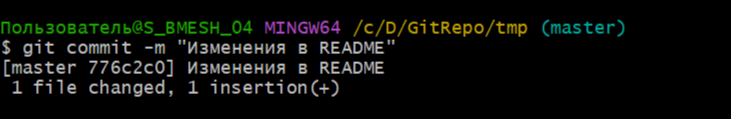 Пользователь@S_BMESH_04 MINGW64 /c/D/GitRepo/tmp (master)
$ git commit -m "Изменения в README"
[master 776c2c0] Изменения в README
 1 file changed, 1 insertion(+)